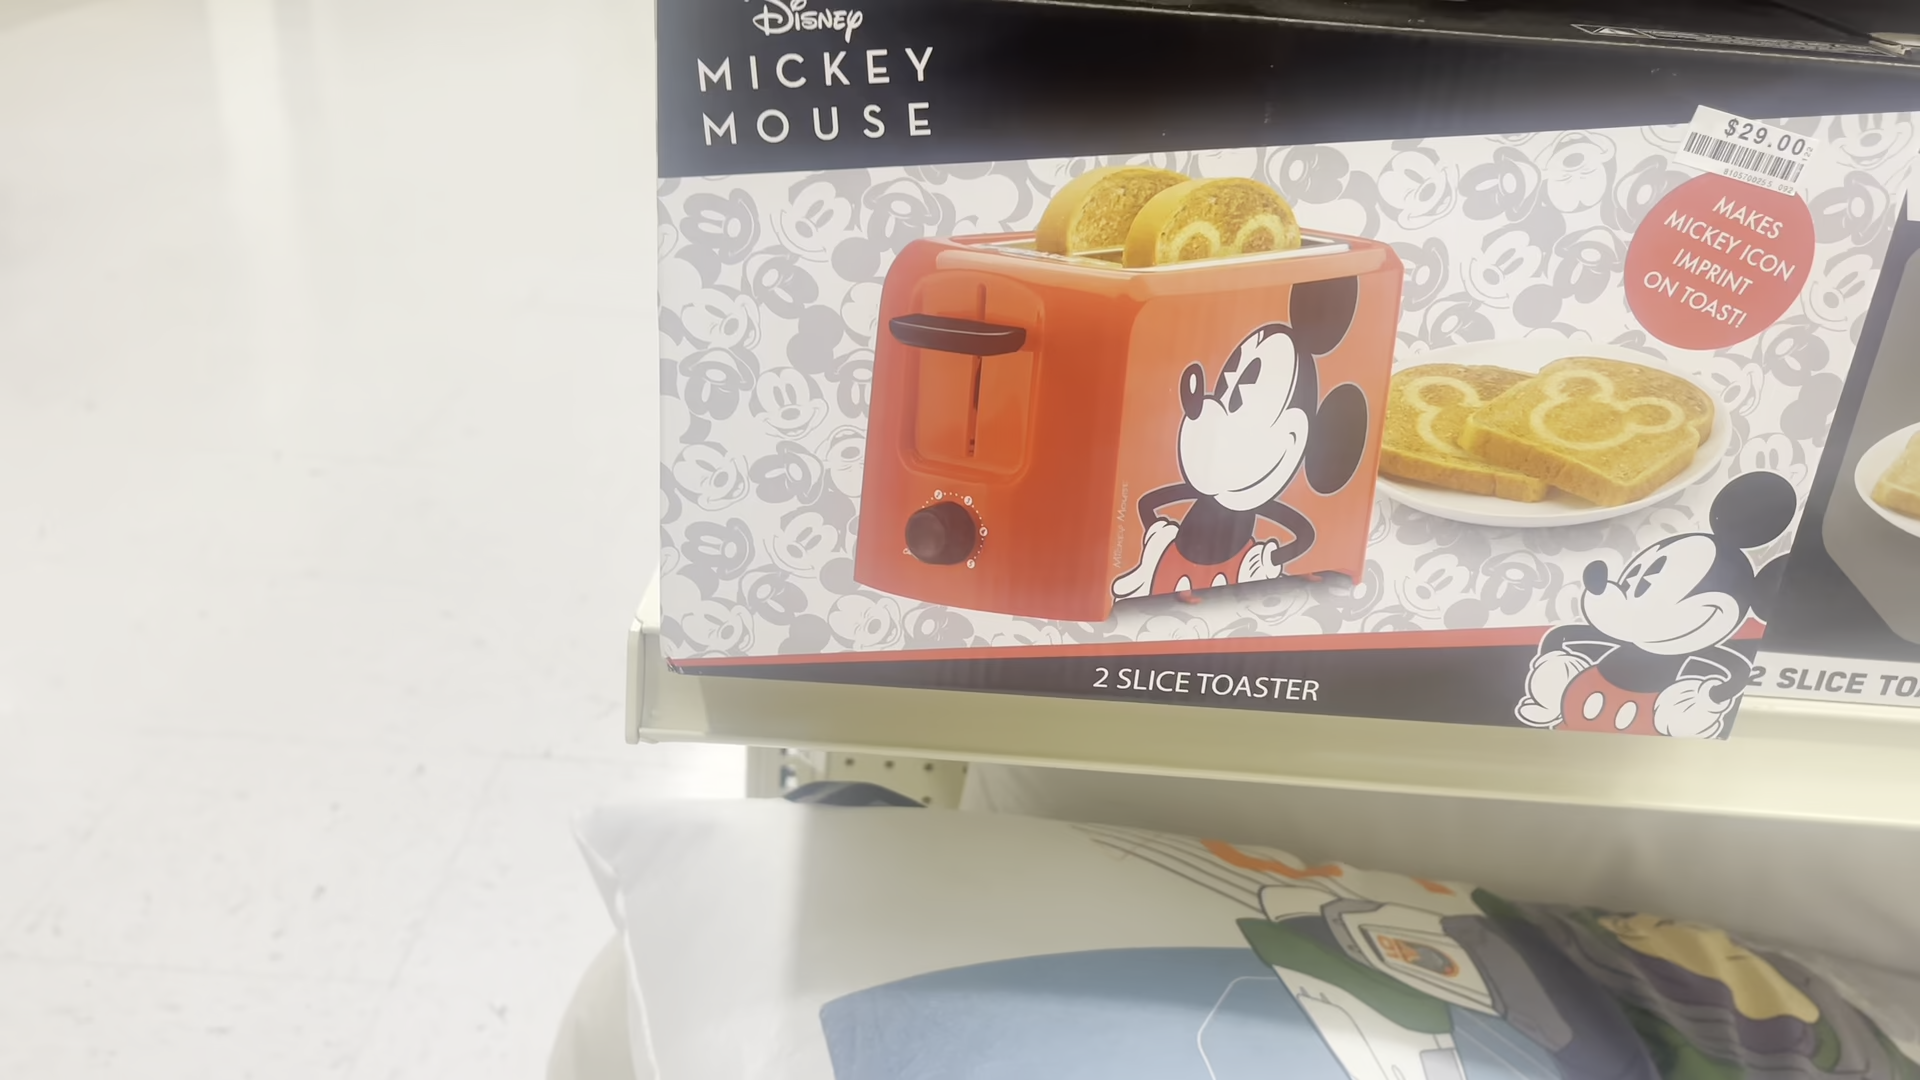 Disney
MICKEY
MOUSE
$29.00
MAKES
MICKEY ICON
IMPRINT
ON TOAST!
Mickey Mouse
2 SLICE TOASTER
2 SLICE TO